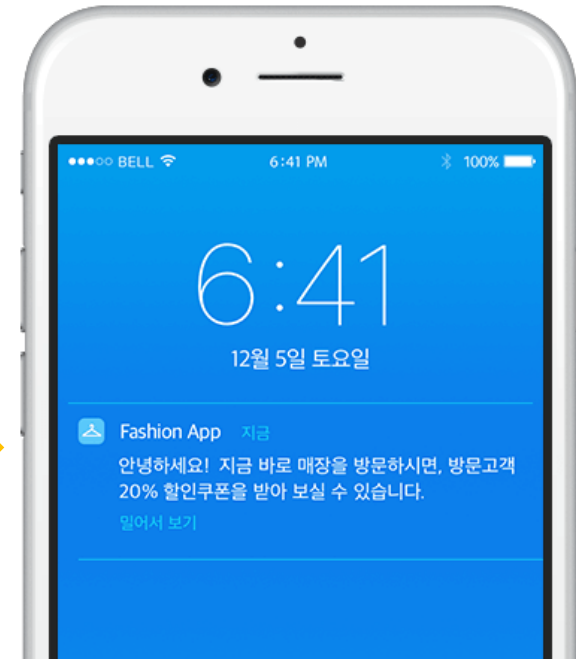 BELL 6:41 PM 100%
6:41
12월 5일 토요일
Fashion App 지금
안녕하세요! 지금 바로 매장을 방문하시면, 방문고객
20% 할인쿠폰을 받아 보실 수 있습니다.
밀어서 보기